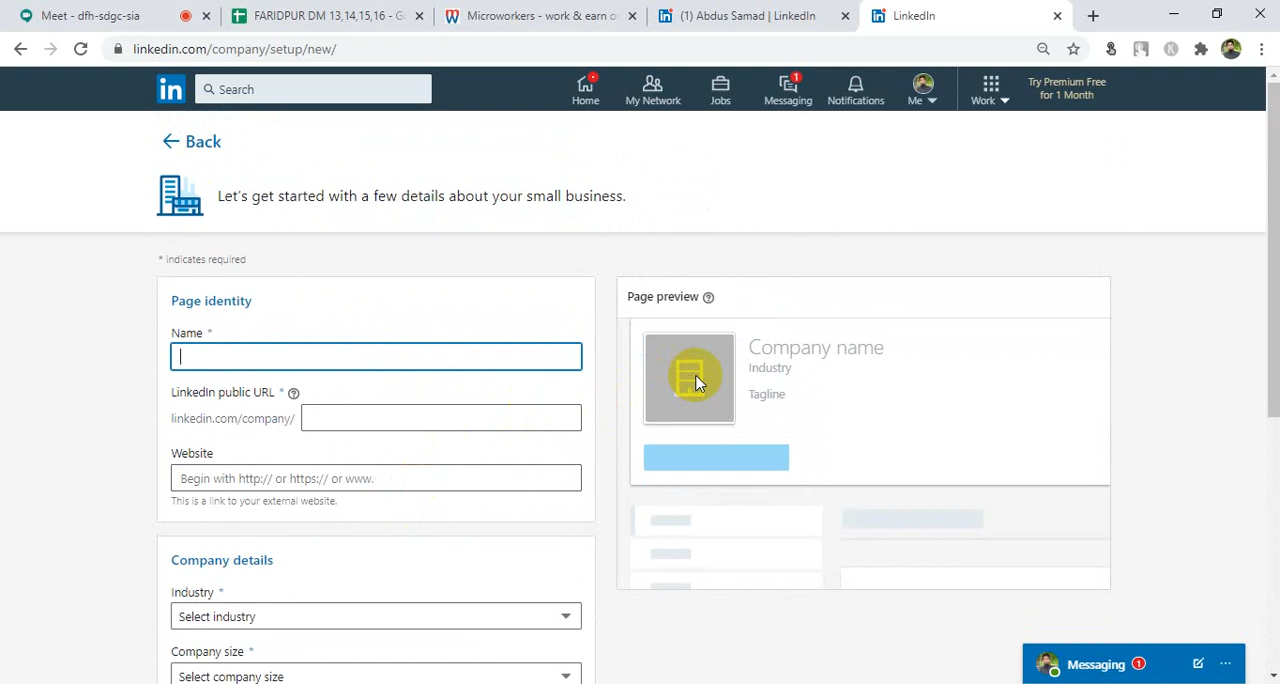 Meet - dfh-sdgc-sia
FARIDPUR DM 13,14,15,16 - G
Microworkers - work & earn o
(1) Abdus Samad | LinkedIn
LinkedIn
linkedin.com/company/setup/new/
in
Search
Home
My Network
Jobs
1
Messaging
Notifications
Me
Work
Try Premium Free
for 1 Month
Back
Let's get started with a few details about your small business.
* Indicates required
Page identity
Name *
LinkedIn public URL *
linkedin.com/company/
Website
Begin with http:// or https:// or www.
This is a link to your external website.
Company details
Industry *
Select industry
Company size *
Select company size
Page preview
Company name
Industry
Tagline
Messaging 1